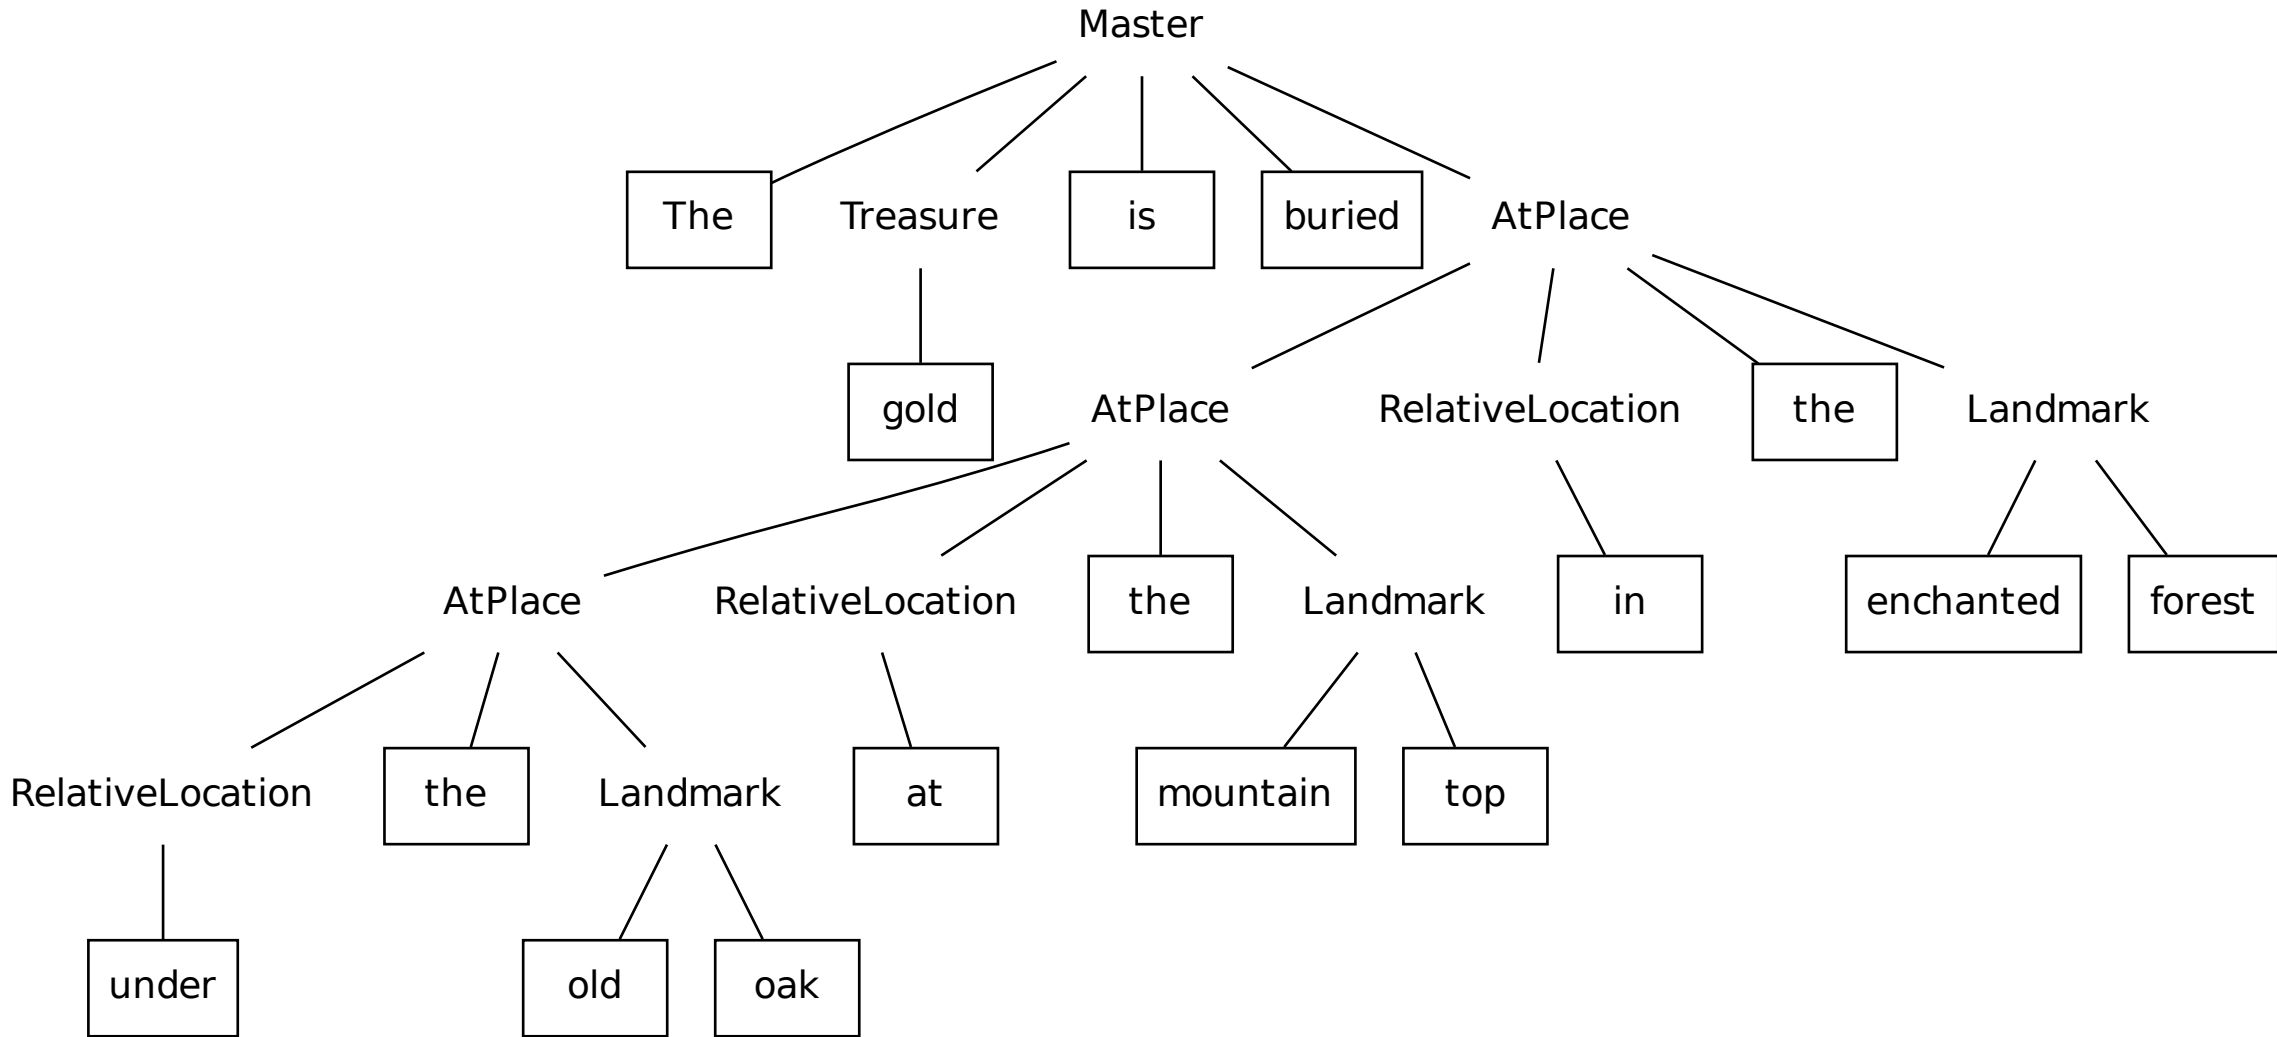 Master
The Treasure is buried AtPlace
gold AtPlace RelativeLocation the Landmark
AtPlace RelativeLocation the Landmark in enchanted forest
RelativeLocation the Landmark at mountain top
under old oak